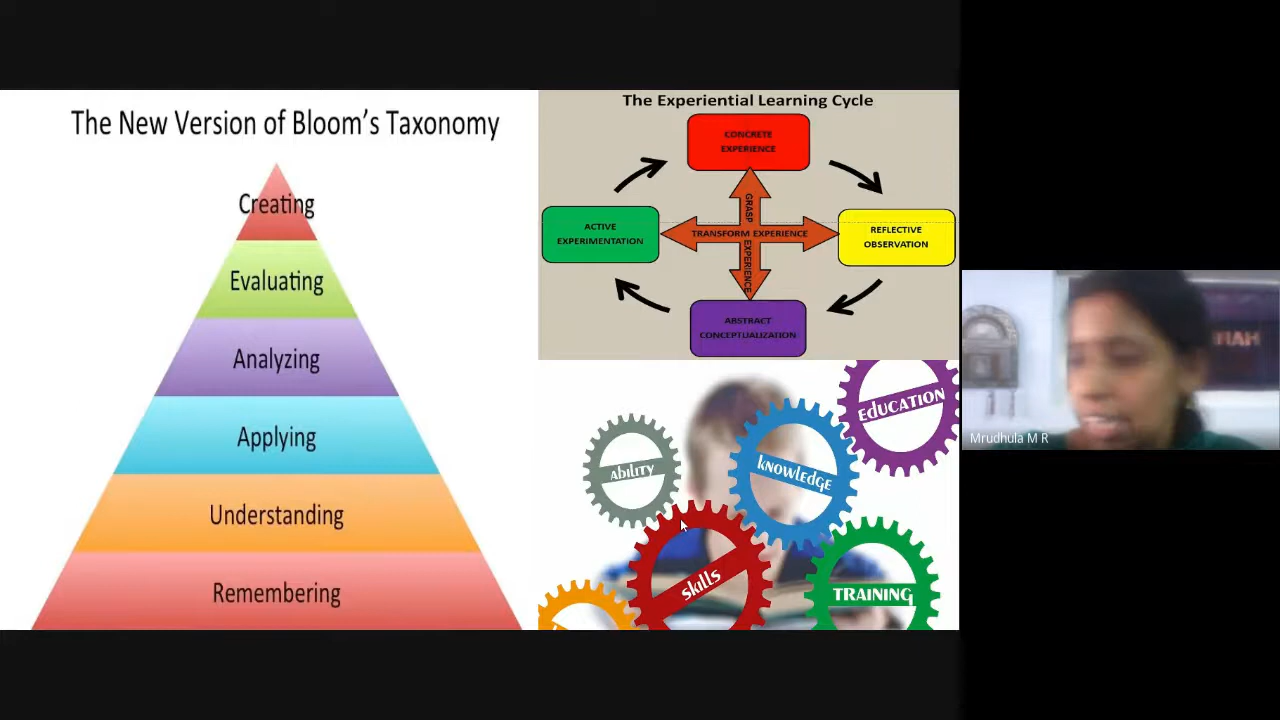 The New Version of Bloom's Taxonomy
Creating
Evaluating
Analyzing
Applying
Understanding
Remembering
The Experiential Learning Cycle
CONCRETE
EXPERIENCE
ACTIVE
EXPERIMENTATION
GRASP
TRANSFORM EXPERIENCE
EXPERIENCE
REFLECTIVE
OBSERVATION
ABSTRACT
CONCEPTUALIZATION
EDUCATION
ABILITY
KNOWLEDGE
SKILLS
TRAINING
Mrudhula M R